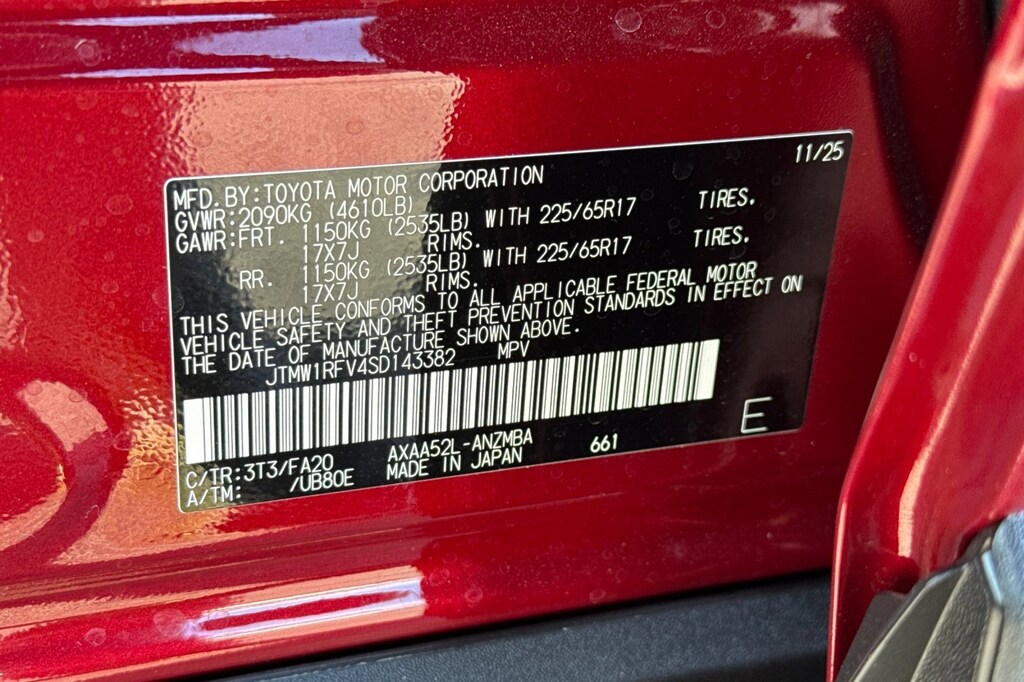 11/25
MFD. BY: TOYOTA MOTOR CORPORATION
GVWR: 2090KG (4610LB)
GAWR: FRT. 1150KG (2535LB) WITH 225/65R17 TIRES.
17X7J RIMS.
RR. 1150KG (2535LB) WITH 225/65R17 TIRES.
17X7J RIMS.
THIS VEHICLE CONFORMS TO ALL APPLICABLE FEDERAL MOTOR
VEHICLE SAFETY AND THEFT PREVENTION STANDARDS IN EFFECT ON
THE DATE OF MANUFACTURE SHOWN ABOVE.
JTMW1RFV4SD143382 MPV
E
C/TR: 3T3/FA20 AXAA52L-ANZMBA 661
A/TM: /UB80E MADE IN JAPAN